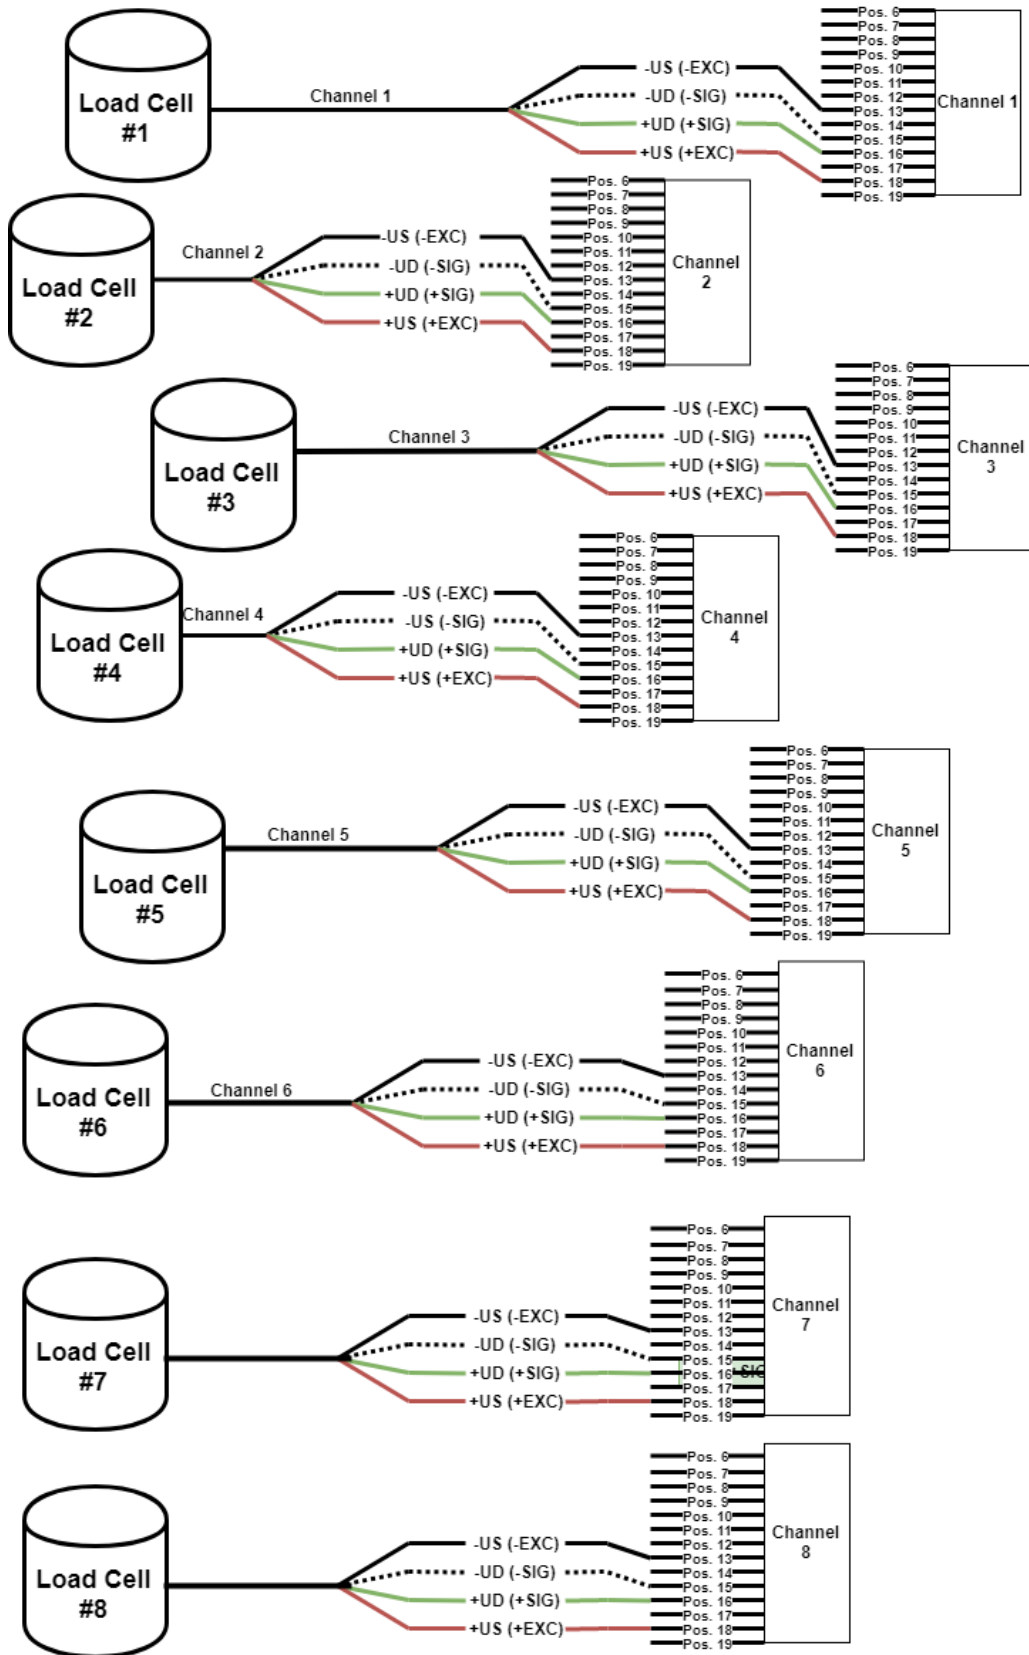 Load Cell
#1
Channel 1
-US (-EXC)
-UD (-SIG)
+UD (+SIG)
+US (+EXC)
Pos. 6
Pos. 7
Pos. 8
Pos. 9
Pos. 10
Pos. 11
Pos. 12
Pos. 13
Pos. 14
Pos. 15
Pos. 16
Pos. 17
Pos. 18
Pos. 19
Channel 1
Load Cell
#2
Channel 2
-US (-EXC)
-UD (-SIG)
+UD (+SIG)
+US (+EXC)
Pos. 6
Pos. 7
Pos. 8
Pos. 9
Pos. 10
Pos. 11
Pos. 12
Pos. 13
Pos. 14
Pos. 15
Pos. 16
Pos. 17
Pos. 18
Pos. 19
Channel
2
Load Cell
#3
Channel 3
-US (-EXC)
-UD (-SIG)
+UD (+SIG)
+US (+EXC)
Pos. 6
Pos. 7
Pos. 8
Pos. 9
Pos. 10
Pos. 11
Pos. 12
Pos. 13
Pos. 14
Pos. 15
Pos. 16
Pos. 17
Pos. 18
Pos. 19
Channel
3
Load Cell
#4
Channel 4
-US (-EXC)
-US (-SIG)
+UD (+SIG)
+US (+EXC)
Pos. 6
Pos. 7
Pos. 8
Pos. 9
Pos. 10
Pos. 11
Pos. 12
Pos. 13
Pos. 14
Pos. 15
Pos. 16
Pos. 17
Pos. 18
Pos. 19
Channel
4
Load Cell
#5
Channel 5
-US (-EXC)
-UD (-SIG)
+UD (+SIG)
+US (+EXC)
Pos. 6
Pos. 7
Pos. 8
Pos. 9
Pos. 10
Pos. 11
Pos. 12
Pos. 13
Pos. 14
Pos. 15
Pos. 16
Pos. 17
Pos. 18
Pos. 19
Channel
5
Load Cell
#6
Channel 6
-US (-EXC)
-UD (-SIG)
+UD (+SIG)
+US (+EXC)
Pos. 6
Pos. 7
Pos. 8
Pos. 9
Pos. 10
Pos. 11
Pos. 12
Pos. 13
Pos. 14
Pos. 15
Pos. 16
Pos. 17
Pos. 18
Pos. 19
Channel
6
Load Cell
#7
-US (-EXC)
-UD (-SIG)
+UD (+SIG)
+US (+EXC)
Pos. 6
Pos. 7
Pos. 8
Pos. 9
Pos. 10
Pos. 11
Pos. 12
Pos. 13
Pos. 14
Pos. 15
Pos. 16
Pos. 17
Pos. 18
Pos. 19
Channel
7
Load Cell
#8
-US (-EXC)
-UD (-SIG)
+UD (+SIG)
+US (+EXC)
Pos. 6
Pos. 7
Pos. 8
Pos. 9
Pos. 10
Pos. 11
Pos. 12
Pos. 13
Pos. 14
Pos. 15
Pos. 16
Pos. 17
Pos. 18
Pos. 19
Channel
8